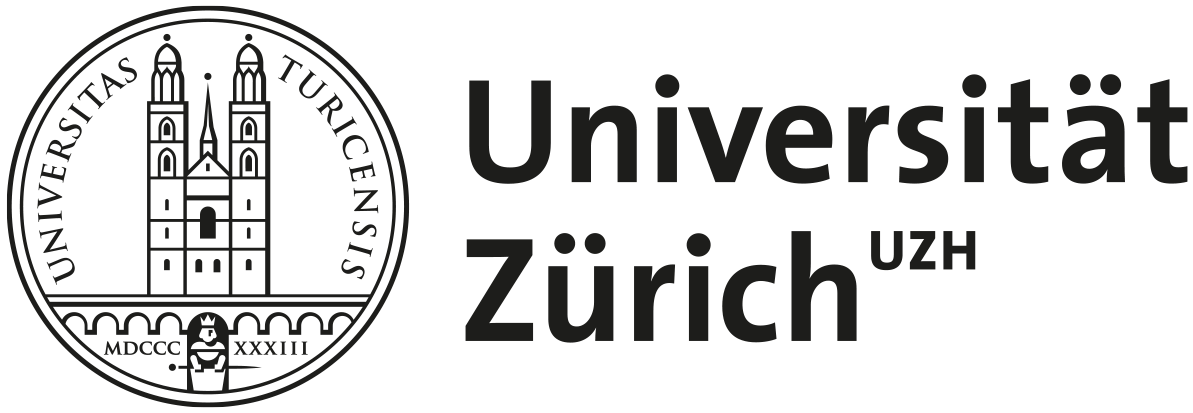 UNIVERSITAS TURICENSIS
MDCCC XXXIII
Universität
Zürich UZH